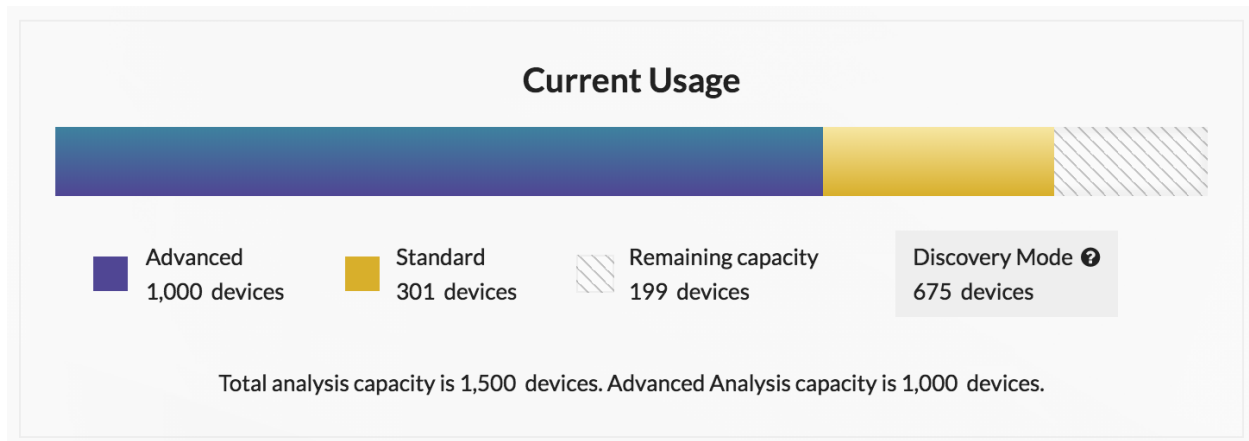 Current Usage
Advanced
1,000 devices
Standard
301 devices
Remaining capacity
199 devices
Discovery Mode ?
675 devices
Total analysis capacity is 1,500 devices. Advanced Analysis capacity is 1,000 devices.